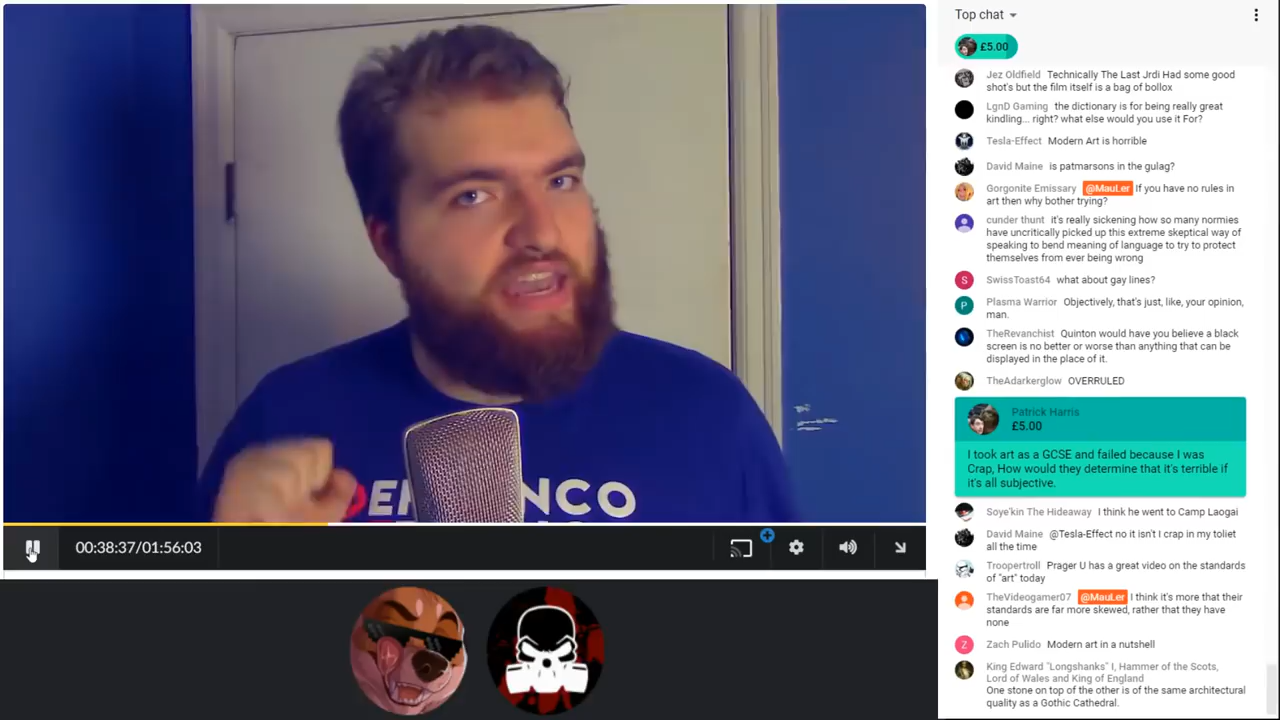 Top chat
£5.00
Jez Oldfield Technically The Last Jrdi Had some good
shot's but the film itself is a bag of bollox
LgnD Gaming the dictionary is for being really great
kindling... right? what else would you use it For?
Tesla-Effect Modern Art is horrible
David Maine is patmarsons in the gulag?
Gorgonite Emissary @MauLer If you have no rules in
art then why bother trying?
cunder thunt it's really sickening how so many normies
have uncritically picked up this extreme skeptical way of
speaking to bend meaning of language to try to protect
themselves from ever being wrong
S
SwissToast64 what about gay lines?
P
Plasma Warrior Objectively, that's just, like, your opinion,
man.
TheRevanchist Quinton would have you believe a black
screen is no better or worse than anything that can be
displayed in the place of it.
TheAdarkerglow OVERRULED
Patrick Harris
£5.00
I took art as a GCSE and failed because I was
Crap, How would they determine that it's terrible if
it's all subjective.
Soye'kin The Hideaway I think he went to Camp Laogai
David Maine @Tesla-Effect no it isn't I crap in my toliet
all the time
Troopertroll Prager U has a great video on the standards
of "art" today
TheVideogamer07 @MauLer I think it's more that their
standards are far more skewed, rather that they have
none
Z
Zach Pulido Modern art in a nutshell
King Edward "Longshanks" I, Hammer of the Scots,
Lord of Wales and King of England
One stone on top of the other is of the same architectural
quality as a Gothic Cathedral.
NCO
00:38:37/01:56:03